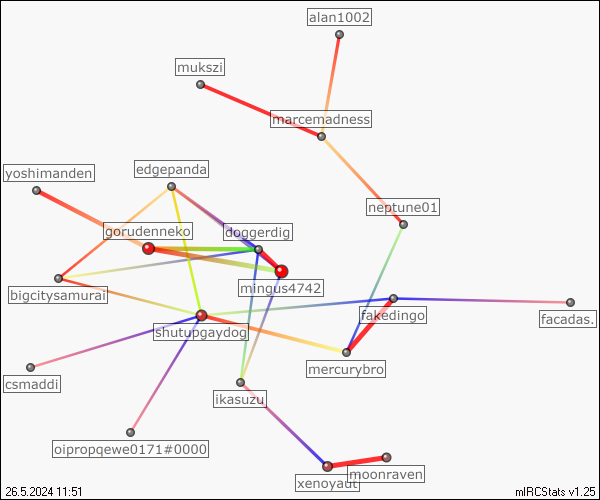 alan1002
mukszi
marcemadness
edgepanda
yoshimanden
neptune01
gorudenneko
doggerdig
mingus4742
bigcitysamurai
fakedingo
facadas.
shutupgaydog
mercurybro
csmaddi
ikasuzu
oipropqewe0171#0000
moonraven
xenoyaut
26.5.2024 11:51
mIRCStats v1.25